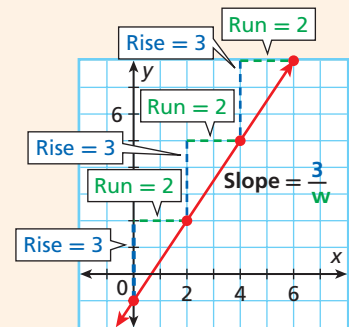 Run = 2
Rise = 3
y
Run = 2
6
Rise = 3
Run = 2
Slope = 3/w
Rise = 3
x
0 2 4 6